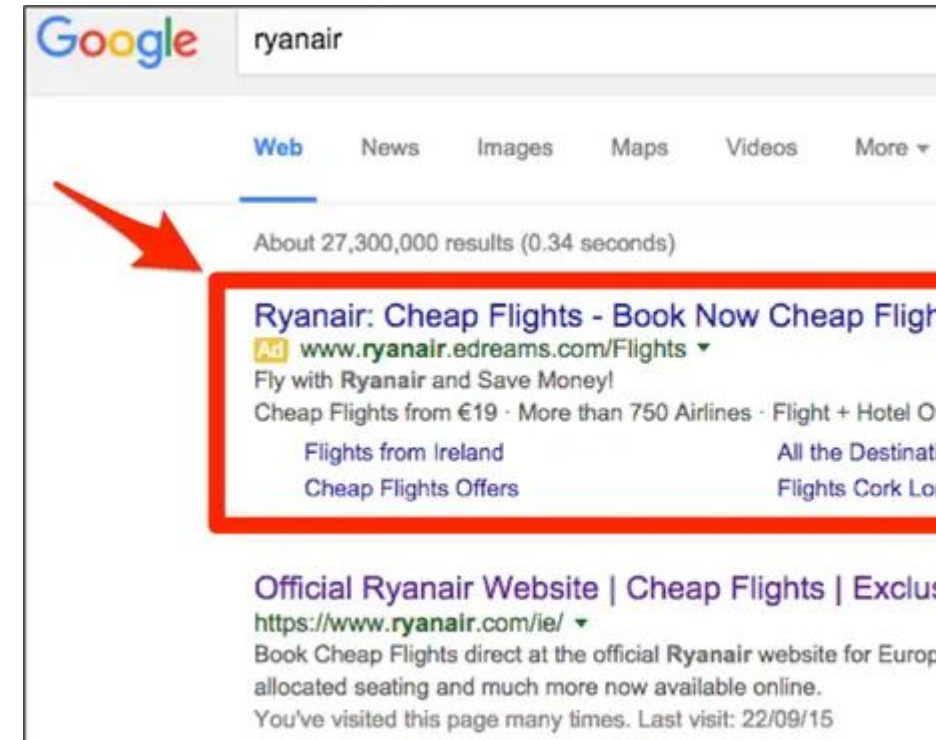 Google ryanair
Web News Images Maps Videos More
About 27,300,000 results (0.34 seconds)
Ryanair: Cheap Flights - Book Now Cheap Fligh
Ad www.ryanair.edreams.com/Flights
Fly with Ryanair and Save Money!
Cheap Flights from €19 · More than 750 Airlines · Flight + Hotel O
Flights from Ireland All the Destinati
Cheap Flights Offers Flights Cork Lo
Official Ryanair Website | Cheap Flights | Exclus
https://www.ryanair.com/ie/
Book Cheap Flights direct at the official Ryanair website for Europ
allocated seating and much more now available online.
You've visited this page many times. Last visit: 22/09/15